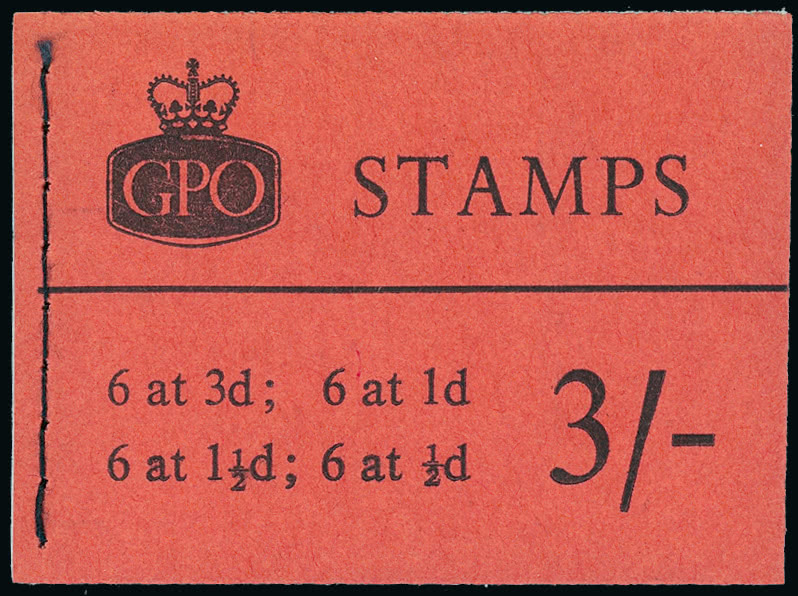 GPO
STAMPS
6 at 3d; 6 at 1d
6 at 1½d; 6 at ½d
3/-